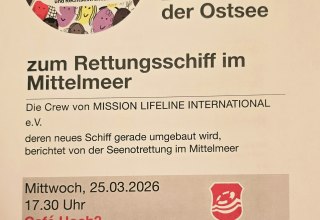 der Ostsee
zum Rettungsschiff im
Mittelmeer
Die Crew von MISSION LIFELINE INTERNATIONAL
e.V.
deren neues Schiff gerade umgebaut wird,
berichtet von der Seenotrettung im Mittelmeer
Mittwoch, 25.03.2026
17.30 Uhr